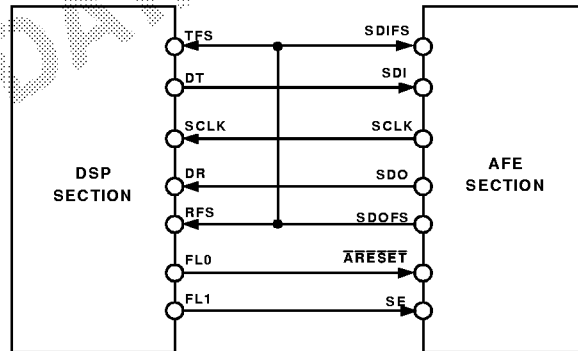 TFS SDIFS
DT SDI
SCLK SCLK
DSP
SECTION
DR SDO
AFE
SECTION
RFS SDOFS
FL0 ARESET
FL1 SE